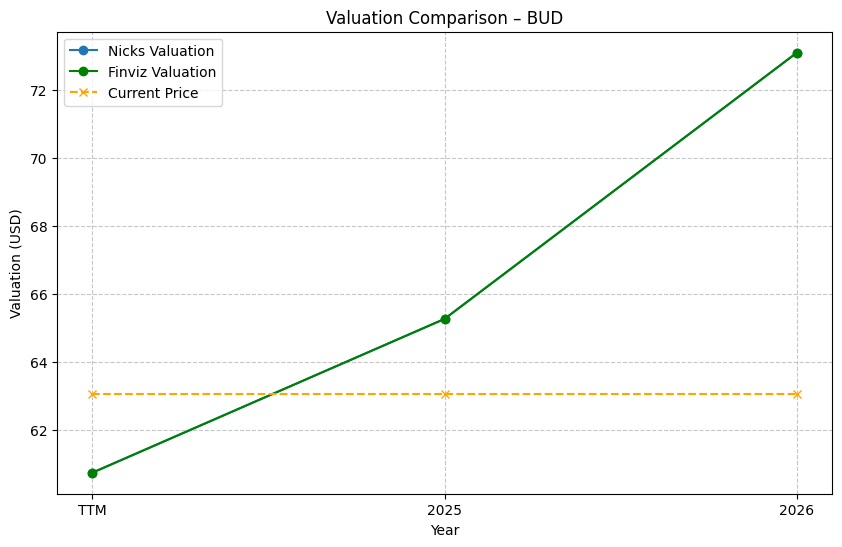 Valuation Comparison – BUD
Nicks Valuation
Finviz Valuation
Current Price
72
70
68
66
64
62
Valuation (USD)
TTM
2025
2026
Year